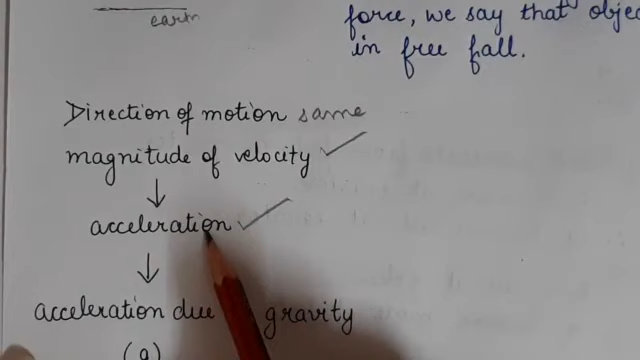 earth
force, we say that objec
in free fall.
Direction of motion same
magnitude of velocity
acceleration
acceleration due gravity
(g)